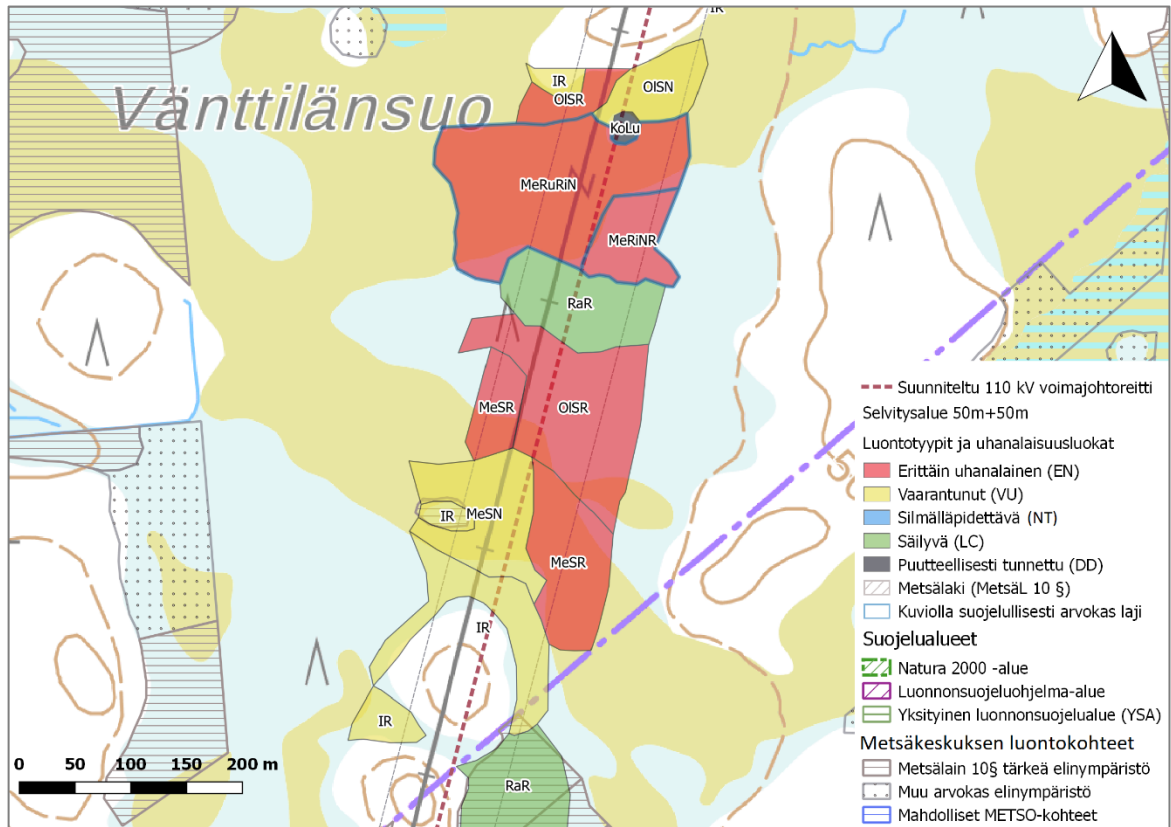 IR
IR
OlSR
OlSN
Vänttilänsuo
KoLu
MeRuRiN
MeRiNR
RaR
MeSR
OlSR
IR
MeSN
MeSR
IR
IR
RaR
0 50 100 150 200 m
Suunniteltu 110 kV voimajohtoreitti
Selvitysalue 50m+50m
Luontotyypit ja uhanalaisuusluokat
Erittäin uhanalainen (EN)
Vaarantunut (VU)
Silmälläpidettävä (NT)
Säilyvä (LC)
Puutteellisesti tunnettu (DD)
Metsälaki (MetsäL 10 §)
Kuviolla suojelullisesti arvokas laji
Suojelualueet
Natura 2000 -alue
Luonnonsuojeluohjelma-alue
Yksityinen luonnonsuojelualue (YSA)
Metsäkeskuksen luontokohteet
Metsälain 10§ tärkeä elinympäristö
Muu arvokas elinympäristö
Mahdolliset METSO-kohteet